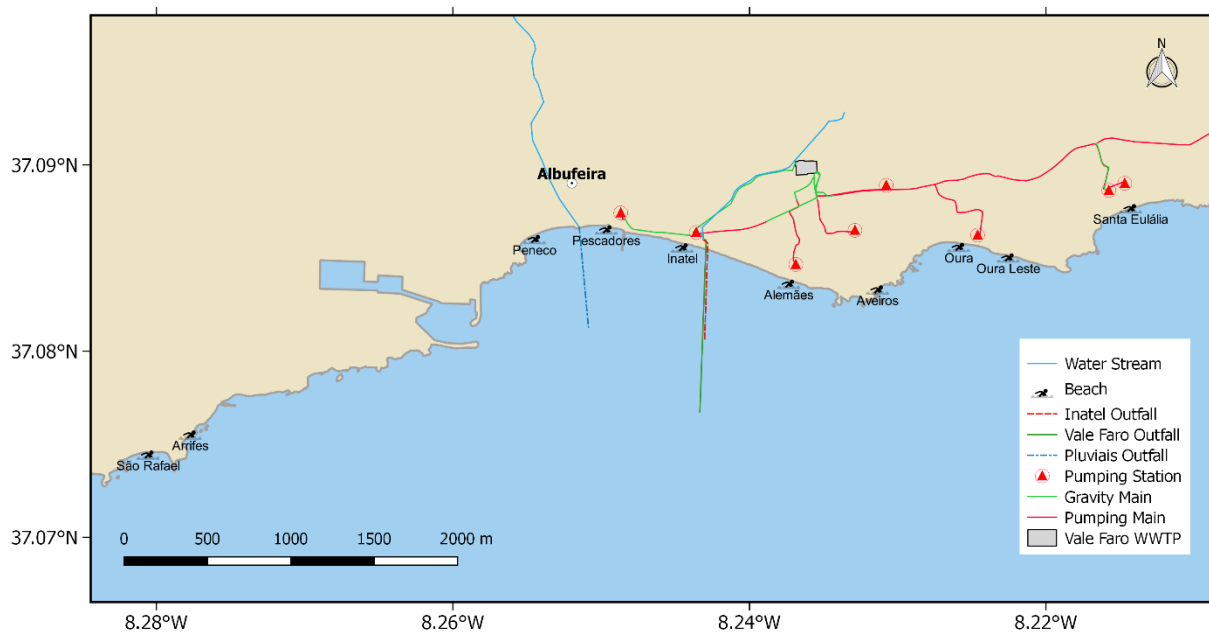 N
37.09°N
37.08°N
37.07°N
Albufeira
Peneco
Pescadores
Inatel
Alemães
Aveiros
Oura
Oura Leste
Santa Eulália
Arrifes
São Rafael
Water Stream
Beach
Inatel Outfall
Vale Faro Outfall
Pluviais Outfall
Pumping Station
Gravity Main
Pumping Main
Vale Faro WWTP
0 500 1000 1500 2000 m
8.28°W 8.26°W 8.24°W 8.22°W